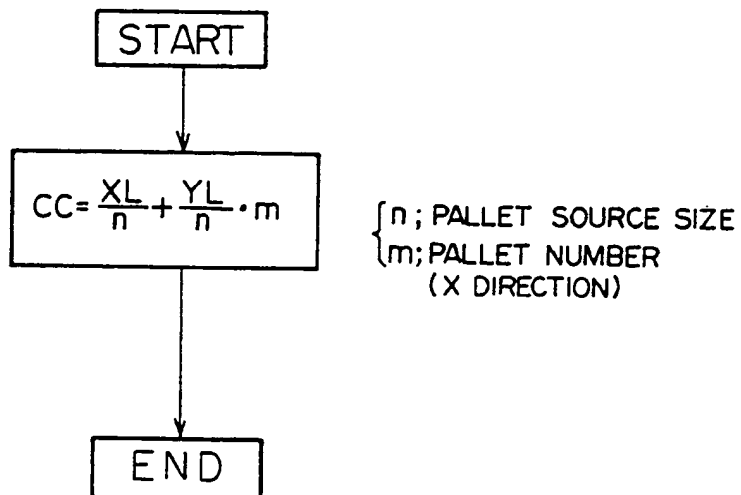 START
CC = XL/n + YL/n · m
n ; PALLET SOURCE SIZE
m; PALLET NUMBER
(X DIRECTION)
END